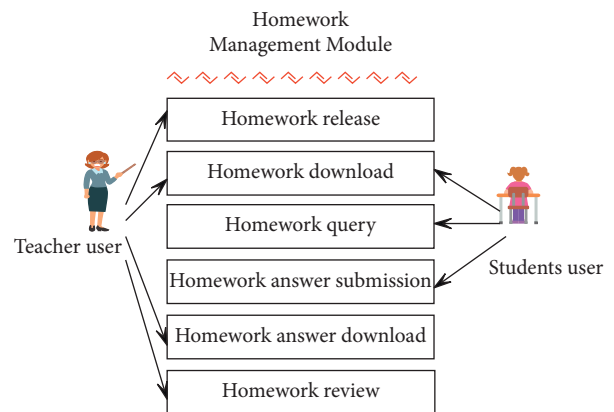 Homework
Management Module
Homework release
Homework download
Homework query
Teacher user
Homework answer submission
Students user
Homework answer download
Homework review